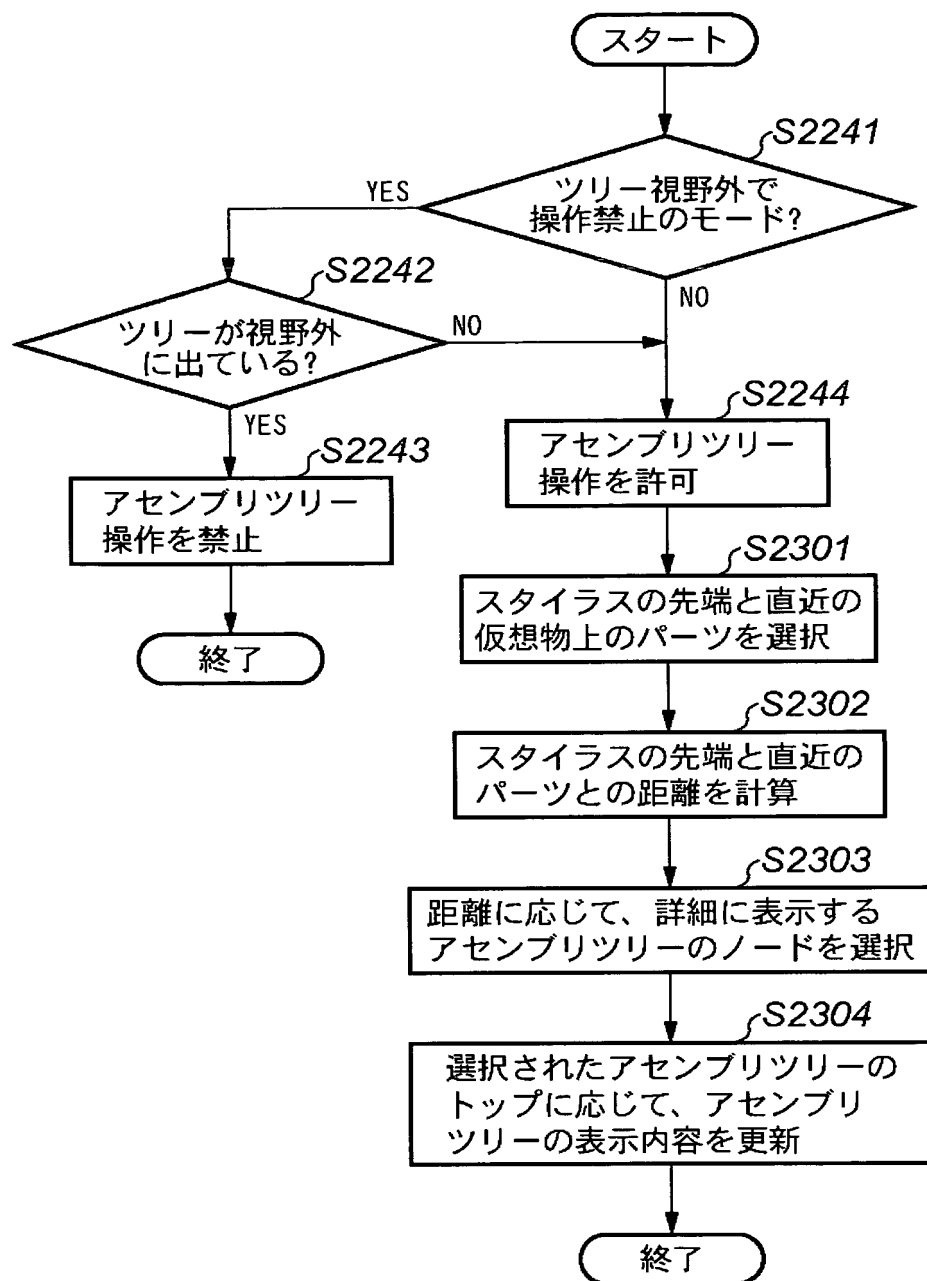 スタート
S2241
ツリー視野外で
操作禁止のモード?
YES
NO
S2242
ツリーが視野外
に出ている?
NO
YES
S2243
アセンブリツリー
操作を禁止
終了
S2244
アセンブリツリー
操作を許可
S2301
スタイラスの先端と直近の
仮想物上のパーツを選択
S2302
スタイラスの先端と直近の
パーツとの距離を計算
S2303
距離に応じて、詳細に表示する
アセンブリツリーのノードを選択
S2304
選択されたアセンブリツリーの
トップに応じて、アセンブリ
ツリーの表示内容を更新
終了